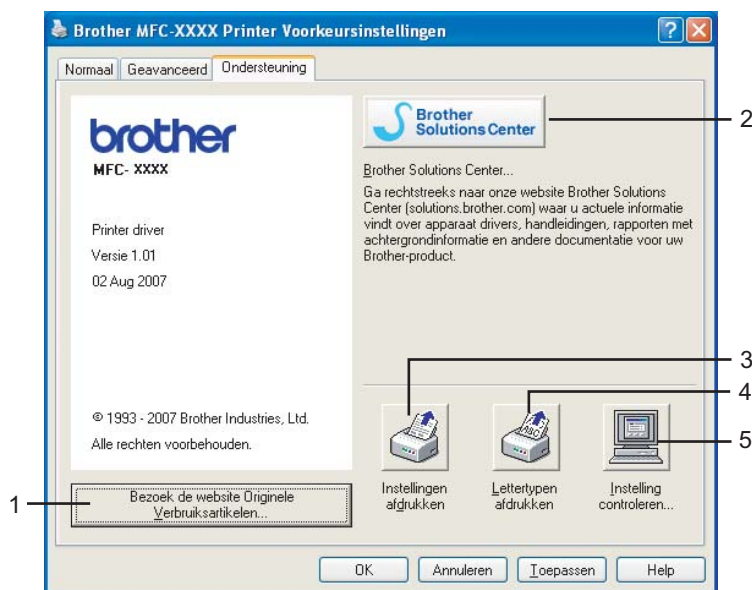 Brother MFC-XXXX Printer Voorkeursinstellingen
Normaal Geavanceerd Ondersteuning
brother
MFC- XXXX
Printer driver
Versie 1.01
02 Aug 2007
© 1993 - 2007 Brother Industries, Ltd.
Alle rechten voorbehouden.
1
Bezoek de website Originele
Verbruiksartikelen...
Brother
Solutions Center
2
Brother Solutions Center...
Ga rechtstreeks naar onze website Brother Solutions
Center (solutions.brother.com) waar u actuele informatie
vindt over apparaat drivers, handleidingen, rapporten met
achtergrondinformatie en andere documentatie voor uw
Brother-product.
3
4
5
ABC
Instellingen
afdrukken
Lettertypen
afdrukken
Instelling
controleren...
OK Annuleren Toepassen Help